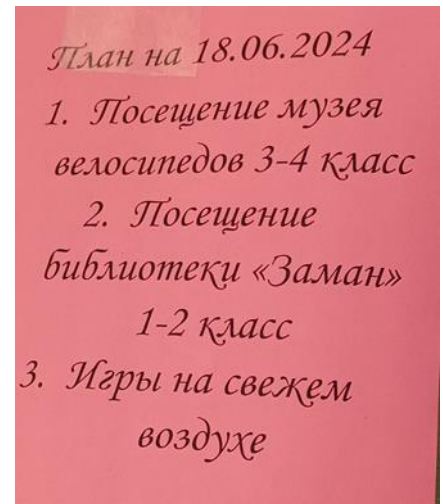 План на 18.06.2024
1. Посещение музея
велосипедов 3-4 класс
2. Посещение
библиотеки «Заман»
1-2 класс
3. Игры на свежем
воздухе